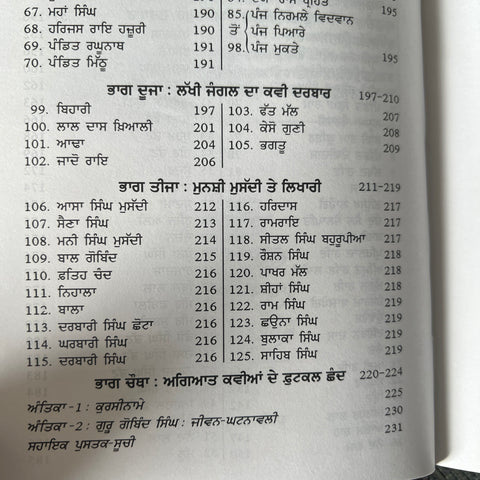 67. ਮਹਾਂ ਸਿੰਘ 190
68. ਹਰਿਜਸ ਰਾਇ ਹਜ਼ੂਰੀ 190
69. ਪੰਡਿਤ ਰਘੂਨਾਥ 191
70. ਪੰਡਿਤ ਮਿੱਠੂ 191
85. ਪੰਜ ਨਿਰਮਲੇ ਵਿਦਵਾਨ 195
ਤੋਂ ਪੰਜ ਪਿਆਰੇ
98. ਪੰਜ ਮੁਕਤੇ 195
ਭਾਗ ਦੂਜਾ : ਲੱਖੀ ਜੰਗਲ ਦਾ ਕਵੀ ਦਰਬਾਰ 197-210
99. ਬਿਹਾਰੀ 197
100. ਲਾਲ ਦਾਸ ਖ਼ਿਆਲੀ 201
101. ਆਢਾ 204
102. ਜਾਦੋ ਰਾਇ 206
103. ਫੱਤ ਮੱਲ 207
104. ਕੇਸੋ ਗੁਣੀ 208
105. ਭਗਤੂ 209
ਭਾਗ ਤੀਜਾ : ਮੁਨਸ਼ੀ ਮੁਸੱਦੀ ਤੇ ਲਿਖਾਰੀ 211-219
106. ਆਸਾ ਸਿੰਘ ਮੁਸੱਦੀ 212
107. ਸੈਣਾ ਸਿੰਘ 213
108. ਮਨੀ ਸਿੰਘ ਮੁਸੱਦੀ 214
109. ਬਾਲ ਗੋਬਿੰਦ 215
110. ਫ਼ਤਿਹ ਚੰਦ 216
111. ਨਿਹਾਲਾ 216
112. ਬਾਲਾ 216
113. ਦਰਬਾਰੀ ਸਿੰਘ ਛੋਟਾ 216
114. ਘਰਬਾਰੀ ਸਿੰਘ 216
115. ਦਰਬਾਰੀ ਸਿੰਘ 216
116. ਹਰਿਦਾਸ 217
117. ਰਾਮਰਾਇ 217
118. ਸੀਤਲ ਸਿੰਘ ਬਹੁਰੂਪੀਆ 217
119. ਰੌਸ਼ਨ ਸਿੰਘ 217
120. ਪਾਖਰ ਮੱਲ 218
121. ਸ਼ੀਹਾਂ ਸਿੰਘ 219
122. ਰਾਮ ਸਿੰਘ 219
123. ਛਉਨਾ ਸਿੰਘ 219
124. ਬੁਲਾਕਾ ਸਿੰਘ 219
125. ਸਾਹਿਬ ਸਿੰਘ 219
ਭਾਗ ਚੌਥਾ : ਅਗਿਆਤ ਕਵੀਆਂ ਦੇ ਫੁਟਕਲ ਛੰਦ 220-224
ਅੰਤਿਕਾ-1 : ਕੁਰਸੀਨਾਮੇ 225
ਅੰਤਿਕਾ-2 : ਗੁਰੂ ਗੋਬਿੰਦ ਸਿੰਘ : ਜੀਵਨ-ਘਟਨਾਵਲੀ 230
ਸਹਾਇਕ ਪੁਸਤਕ-ਸੂਚੀ 231